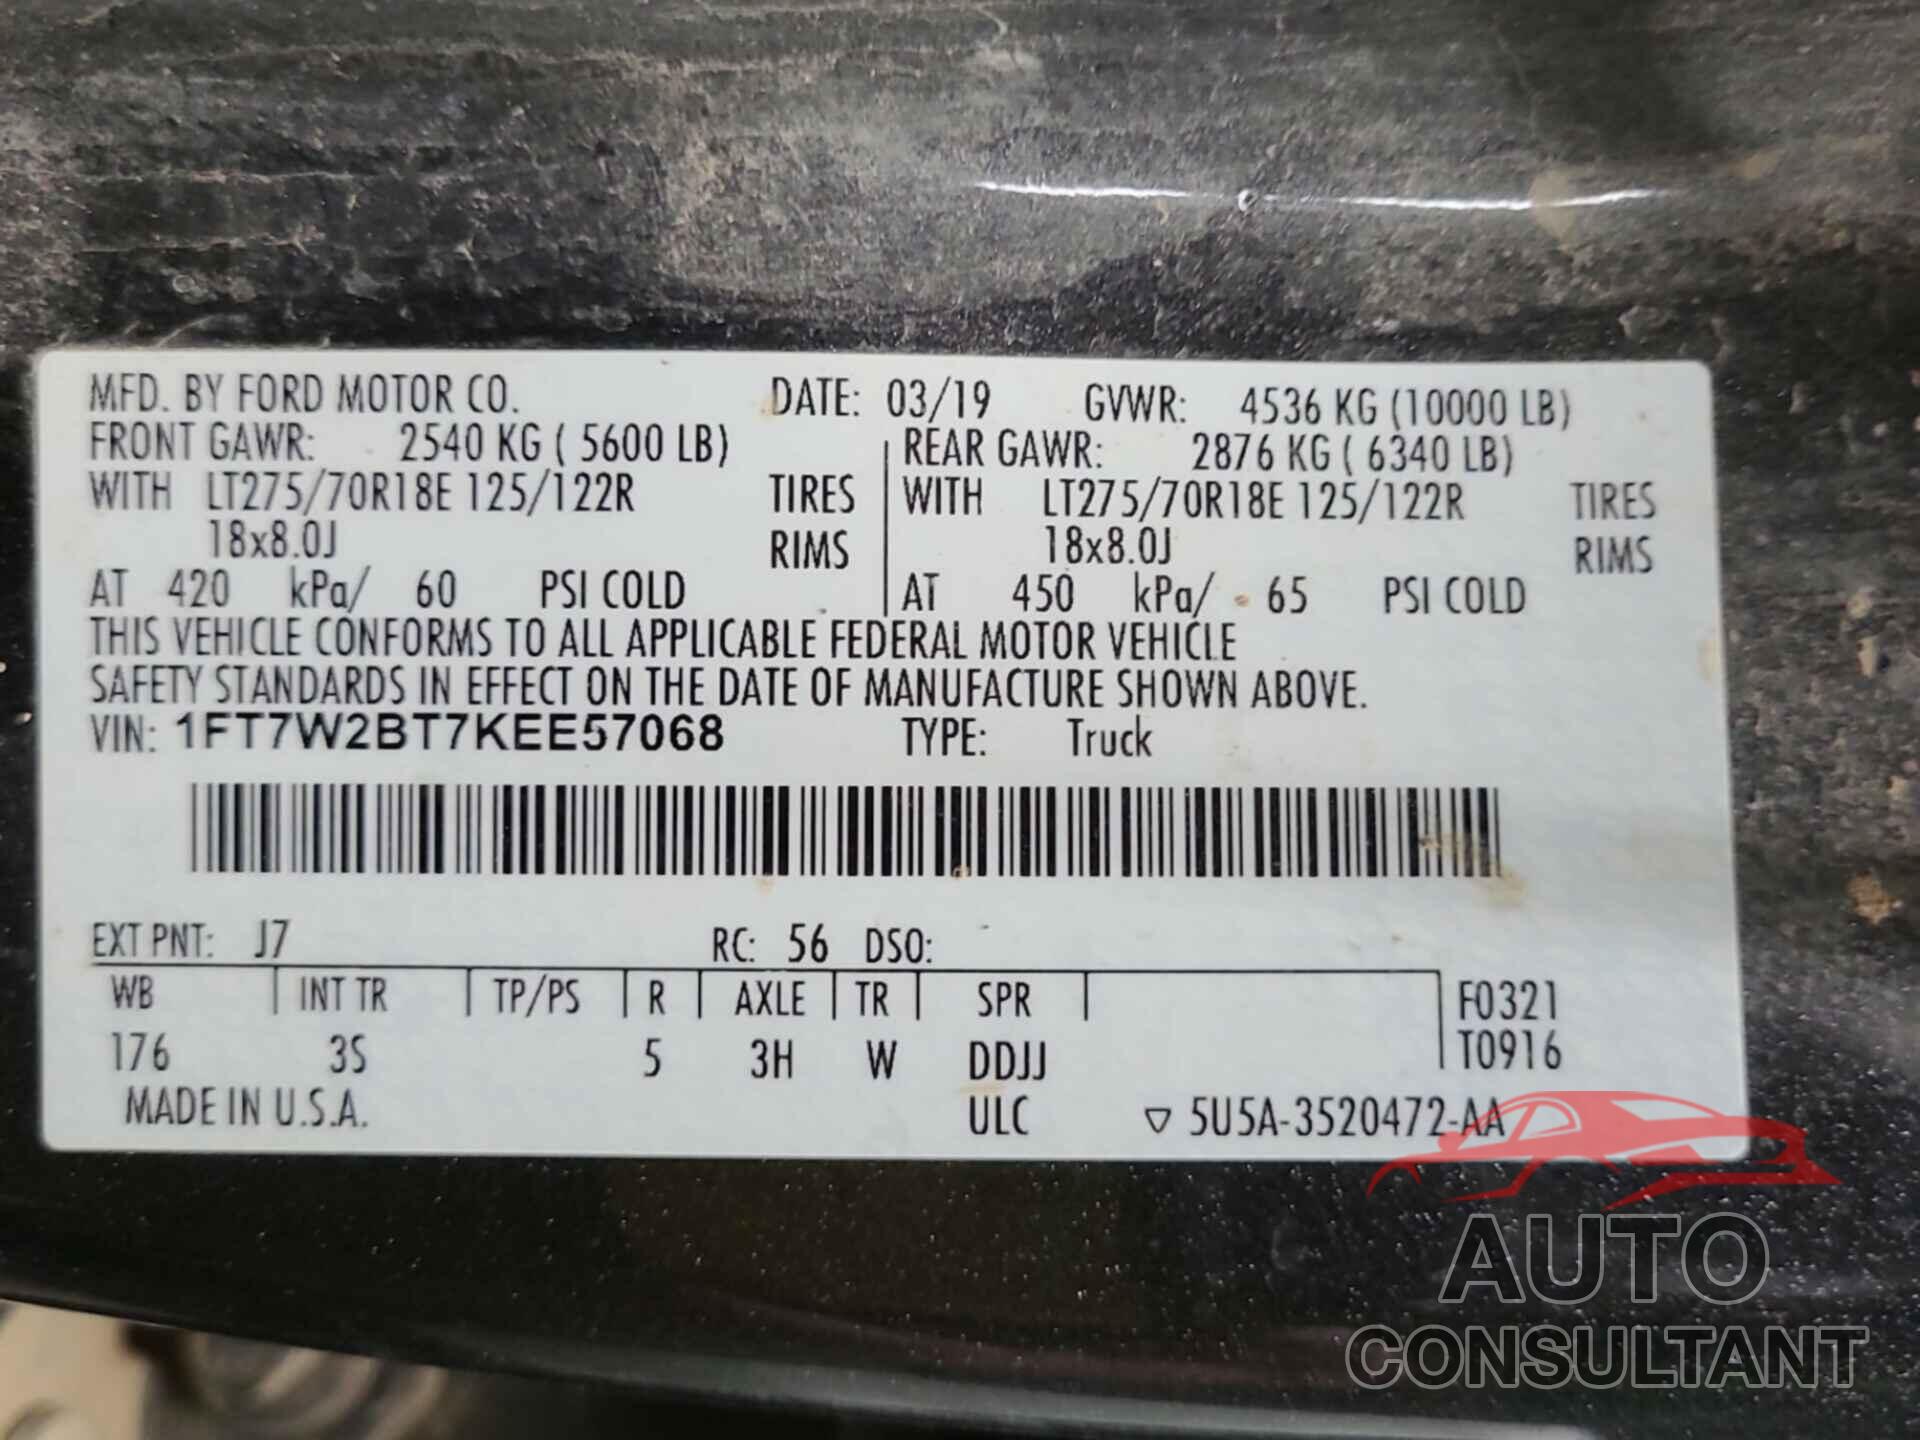 MFD. BY FORD MOTOR CO. DATE: 03/19 GVWR: 4536 KG (10000 LB)
FRONT GAWR: 2540 KG ( 5600 LB) REAR GAWR: 2876 KG ( 6340 LB)
WITH LT275/70R18E 125/122R TIRES WITH LT275/70R18E 125/122R TIRES
18x8.0J RIMS 18x8.0J RIMS
AT 420 kPa/ 60 PSI COLD AT 450 kPa/ 65 PSI COLD
THIS VEHICLE CONFORMS TO ALL APPLICABLE FEDERAL MOTOR VEHICLE
SAFETY STANDARDS IN EFFECT ON THE DATE OF MANUFACTURE SHOWN ABOVE.
VIN: 1FT7W2BT7KEE57068 TYPE: Truck
EXT PNT: J7 RC: 56 DSO:
WB INT TR TP/PS R AXLE TR SPR F0321
176 3S 5 3H W DDJJ T0916
MADE IN U.S.A. ULC ▽ 5U5A-3520472-AA
AUTO
CONSULTANT